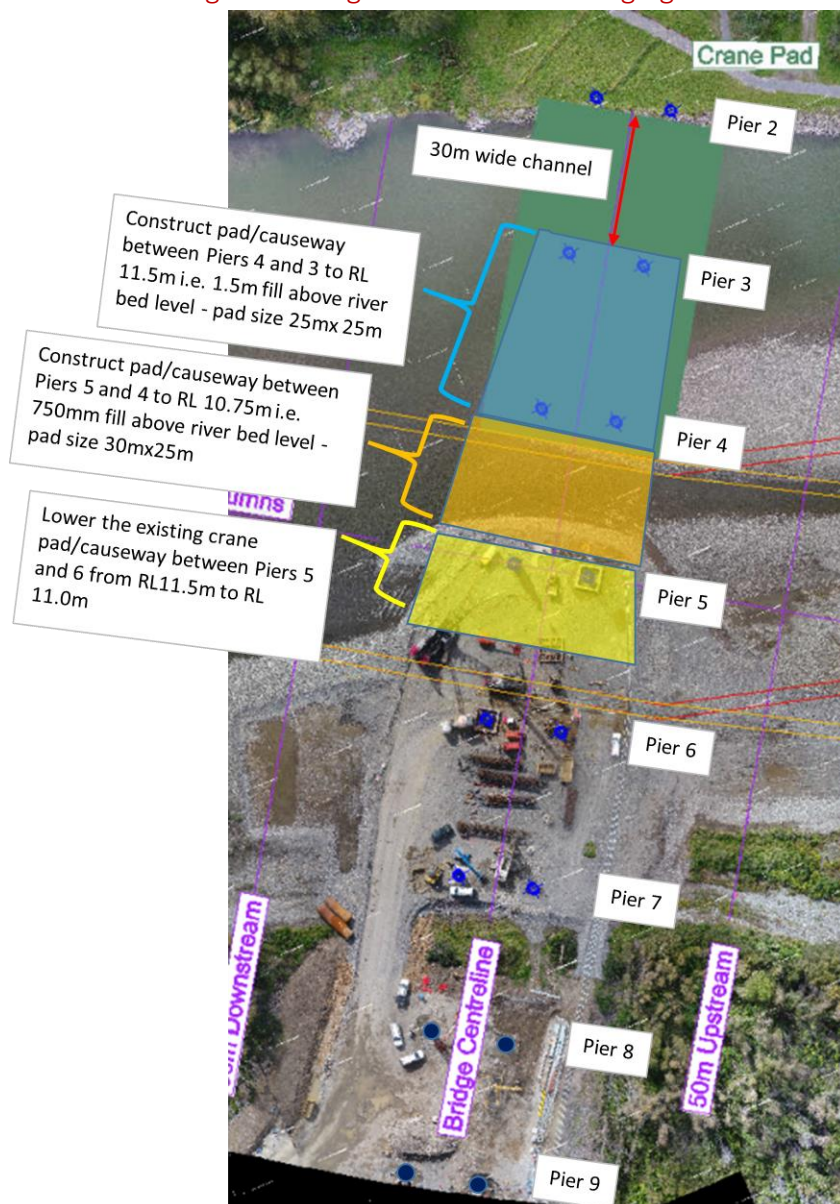 Crane Pad
Pier 2
30m wide channel
Construct pad/causeway
between Piers 4 and 3 to RL
11.5m i.e. 1.5m fill above river
bed level - pad size 25mx 25m
Pier 3
Construct pad/causeway between
Piers 5 and 4 to RL 10.75m i.e.
750mm fill above river bed level -
pad size 30mx25m
Pier 4
umns
Lower the existing crane
pad/causeway between Piers 5
and 6 from RL11.5m to RL
11.0m
Pier 5
Pier 6
Pier 7
m Downstream
Bridge Centreline
50m Upstream
Pier 8
Pier 9